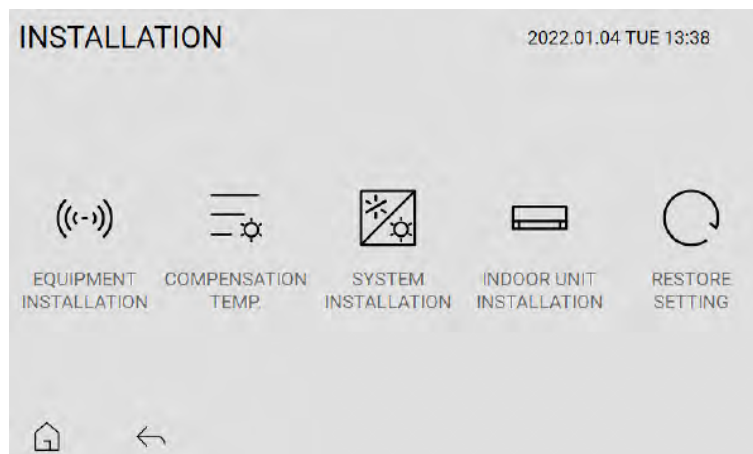 INSTALLATION
2022.01.04 TUE 13:38
EQUIPMENT
INSTALLATION
COMPENSATION
TEMP.
SYSTEM
INSTALLATION
INDOOR UNIT
INSTALLATION
RESTORE
SETTING